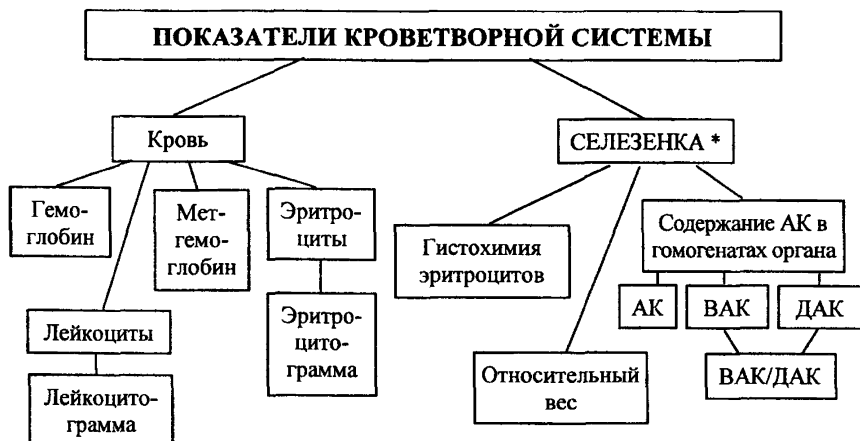 ПОКАЗАТЕЛИ КРОВЕТВОРНОЙ СИСТЕМЫ
Кровь
СЕЛЕЗЕНКА *
Гемо-
глобин
Мет-
гемо-
глобин
Эритро-
циты
Гистохимия
эритроцитов
Содержание АК в
гомогенатах органа
АК
ВАК
ДАК
Лейкоциты
Эритро-
цито-
грамма
Относительный
вес
ВАК/ДАК
Лейкоцито-
грамма